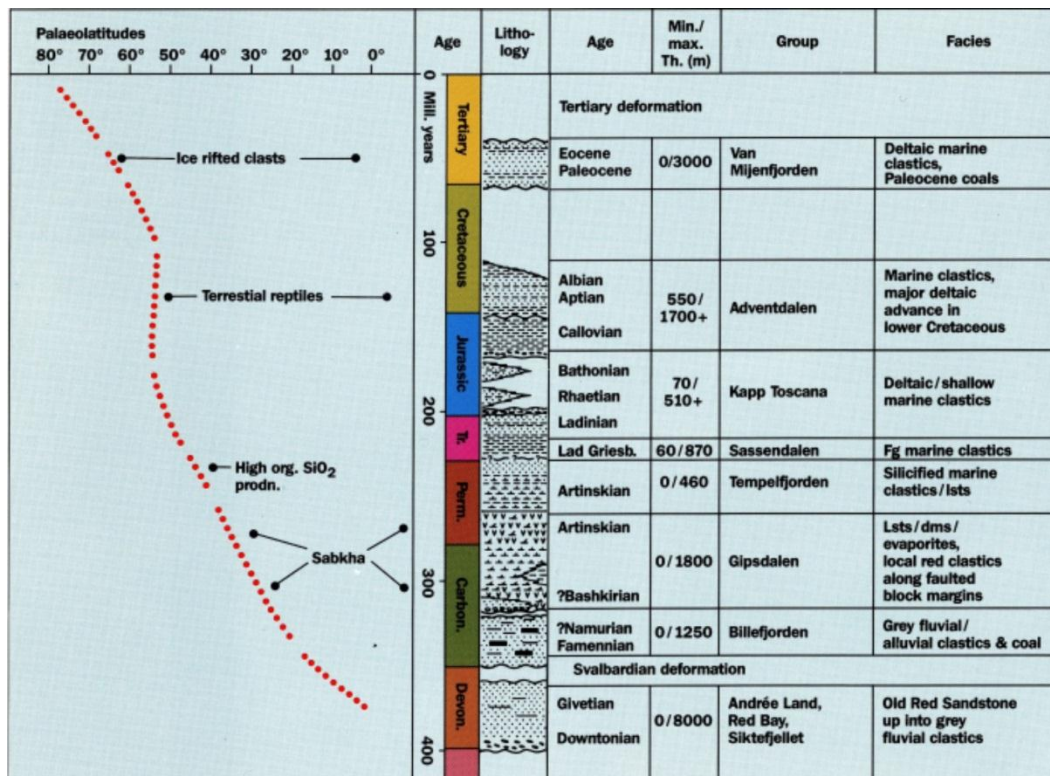 Palaeolatitudes
80° 60° 50° 40° 30° 20° 10° 0°
Age
Litho-
logy
Age
Min./
max.
Th. (m)
Group
Facies
0
100
200
300
400
Mill. years
Tertiary
Cretaceous
Jurassic
Tr.
Perm.
Carbon.
Devon.
Ice rifted clasts
Terrestial reptiles
High org. SiO2
prodn.
Sabkha
Tertiary deformation
Eocene
Paleocene
0/3000
Van
Mijenfjorden
Deltaic marine
clastics,
Paleocene coals
Albian
Aptian
Callovian
550/
1700+
Adventdalen
Marine clastics,
major deltaic
advance in
lower Cretaceous
Bathonian
Rhaetian
Ladinian
70/
510+
Kapp Toscana
Deltaic/shallow
marine clastics
Lad Griesb.
60/870
Sassendalen
Fg marine clastics
Artinskian
0/460
Tempelfjorden
Silicified marine
clastics/lsts
Artinskian
?Bashkirian
0/1800
Gipsdalen
Lsts/dms/
evaporites,
local red clastics
along faulted
block margins
?Namurian
Famennian
0/1250
Billefjorden
Grey fluvial/
alluvial clastics & coal
Svalbardian deformation
Givetian
Downtonian
0/8000
Andrée Land,
Red Bay,
Siktefjellet
Old Red Sandstone
up into grey
fluvial clastics